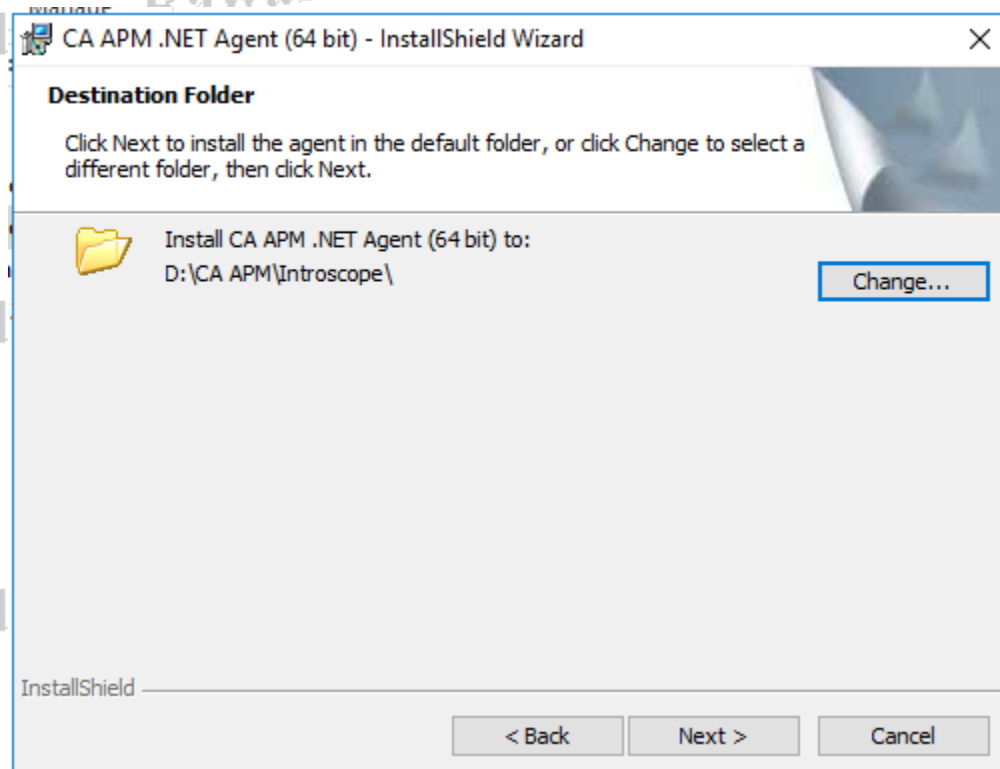 Manage
CA APM .NET Agent (64 bit) - InstallShield Wizard
Destination Folder
Click Next to install the agent in the default folder, or click Change to select a
different folder, then click Next.
Install CA APM .NET Agent (64 bit) to:
D:\CA APM\Introscope\
Change...
InstallShield
< Back
Next >
Cancel